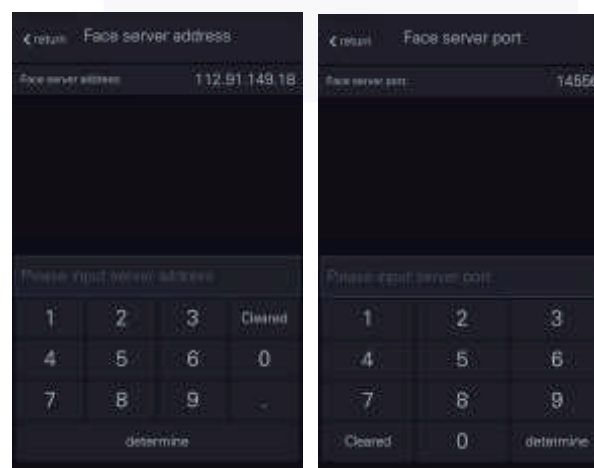 return Face server address
Face server address 112.91.149.18
Please input server address
1 2 3 Cleared
4 5 6 0
7 8 9 .
determine
return Face server port
Face server port 14556
Please input server port
1 2 3
4 5 6
7 8 9
Cleared 0 determine